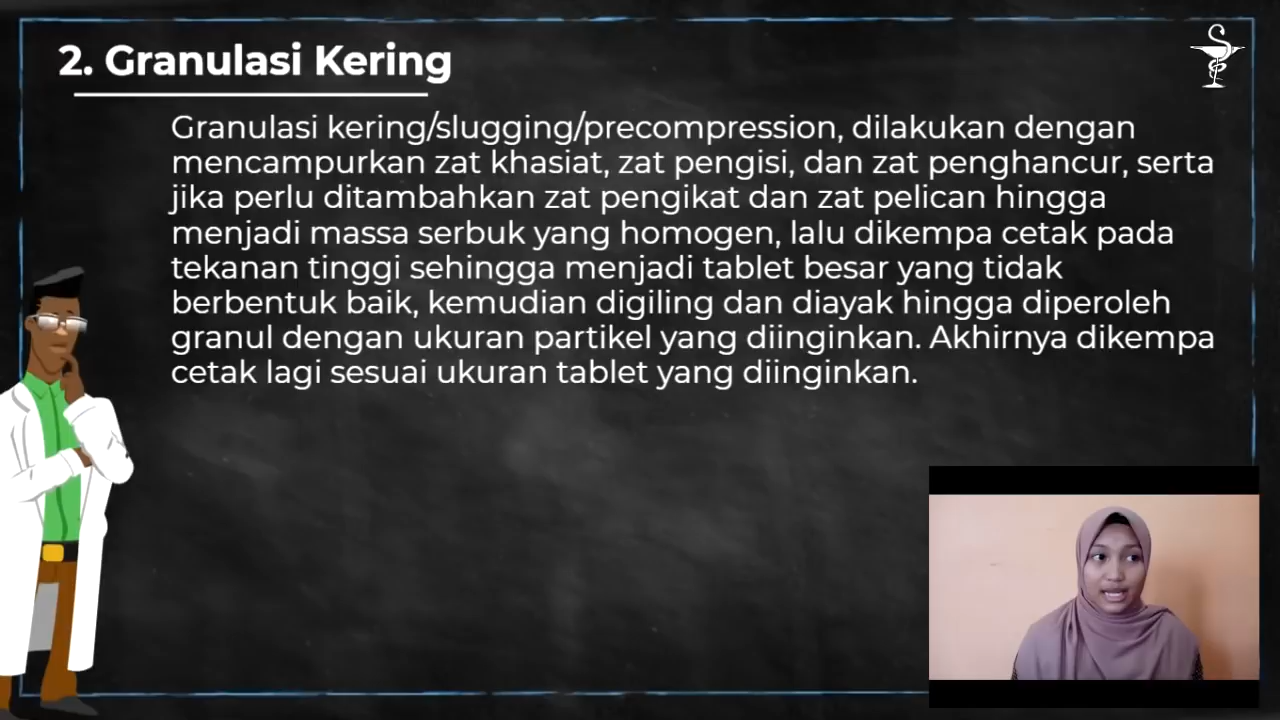 2. Granulasi Kering
Granulasi kering/slugging/precompression, dilakukan dengan
mencampurkan zat khasiat, zat pengisi, dan zat penghancur, serta
jika perlu ditambahkan zat pengikat dan zat pelican hingga
menjadi massa serbuk yang homogen, lalu dikempa cetak pada
tekanan tinggi sehingga menjadi tablet besar yang tidak
berbentuk baik, kemudian digiling dan diayak hingga diperoleh
granul dengan ukuran partikel yang diinginkan. Akhirnya dikempa
cetak lagi sesuai ukuran tablet yang diinginkan.